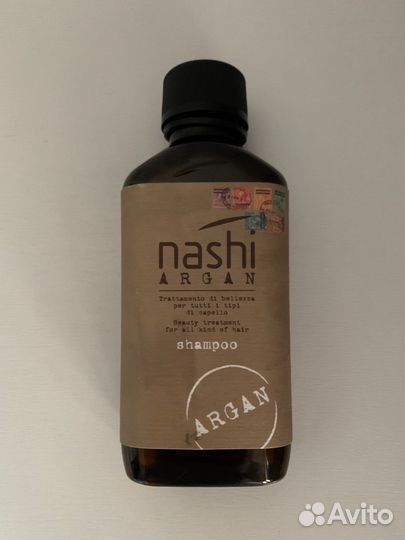 nashi
ARGAN
Trattamento di bellezza
per tutti i tipi
di capello
Beauty treatment
for all kind of hair
shampoo
ARGAN
Avito